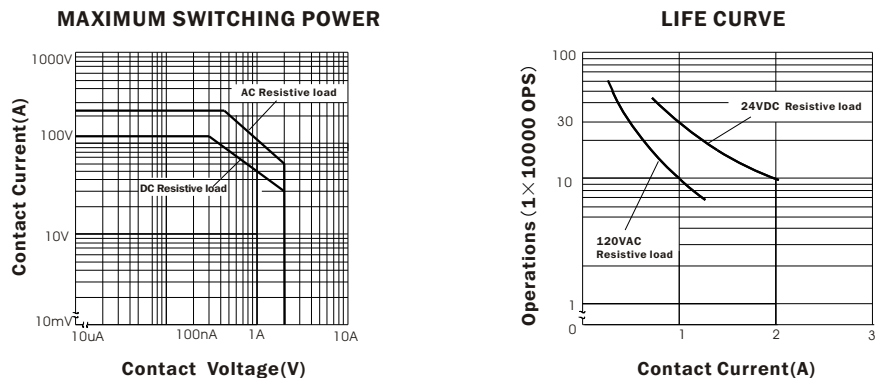 MAXIMUM SWITCHING POWER
1000V
100V
10V
10mV
Contact Current(A)
AC Resistive load
DC Resistive load
10uA
100nA
1A
10A
Contact Voltage(V)
LIFE CURVE
100
30
10
1
0
Operations (1×10000 OPS)
24VDC Resistive load
120VAC
Resistive load
1
2
3
Contact Current(A)